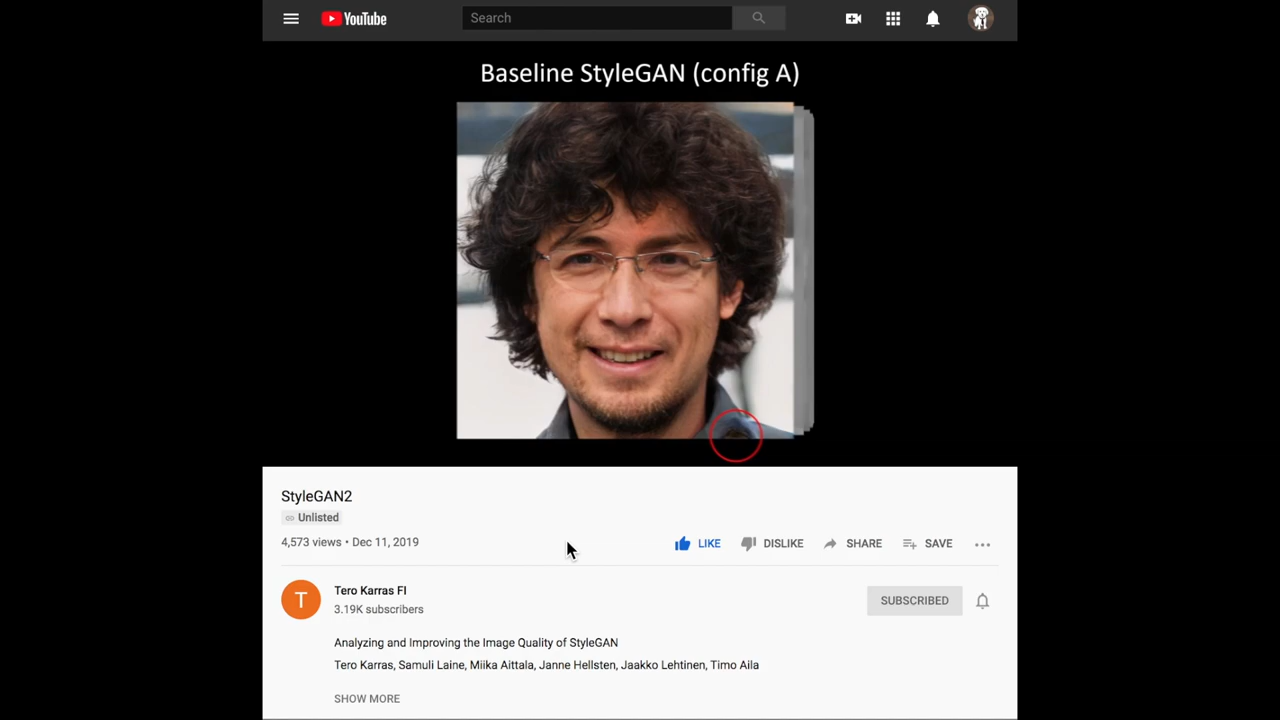 YouTube
Search
Baseline StyleGAN (config A)
StyleGAN2
Unlisted
4,573 views • Dec 11, 2019
LIKE
DISLIKE
SHARE
SAVE
T
Tero Karras FI
3.19K subscribers
SUBSCRIBED
Analyzing and Improving the Image Quality of StyleGAN
Tero Karras, Samuli Laine, Miika Aittala, Janne Hellsten, Jaakko Lehtinen, Timo Aila
SHOW MORE